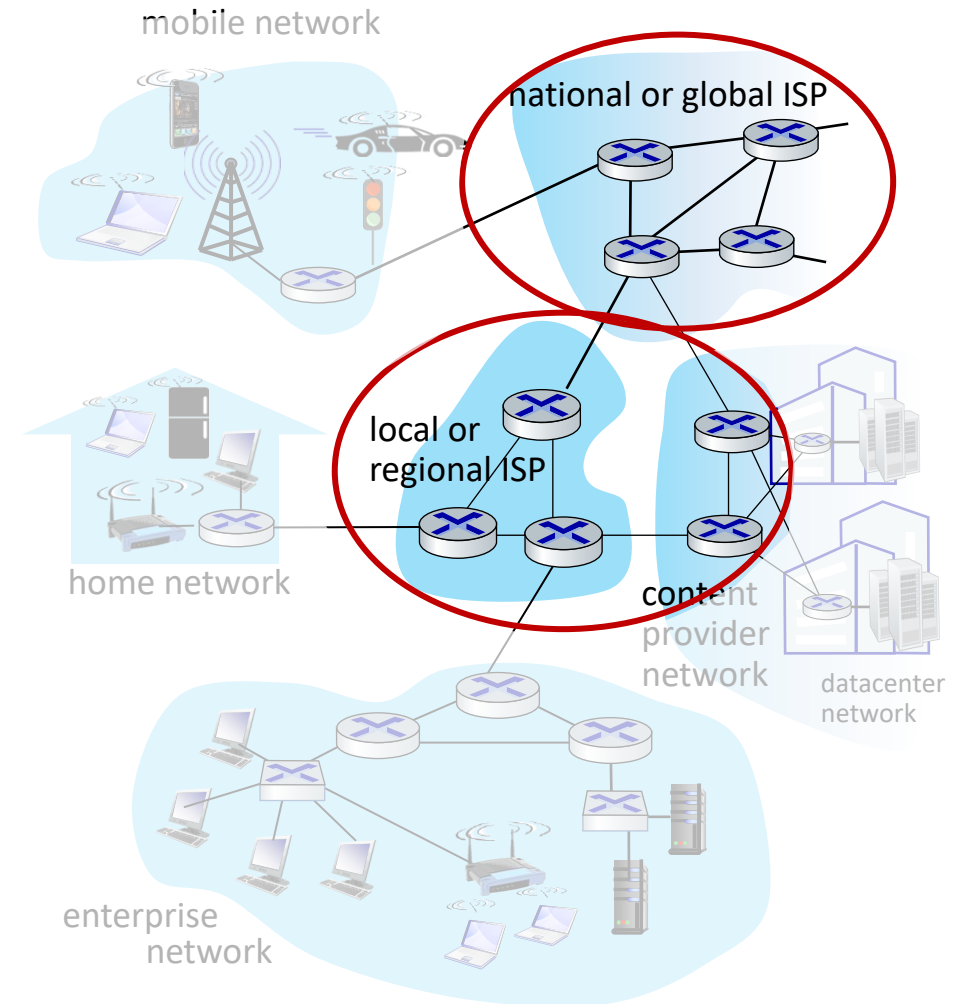 mobile network
national or global ISP
local or
regional ISP
home network
content
provider
network
datacenter
network
enterprise
network